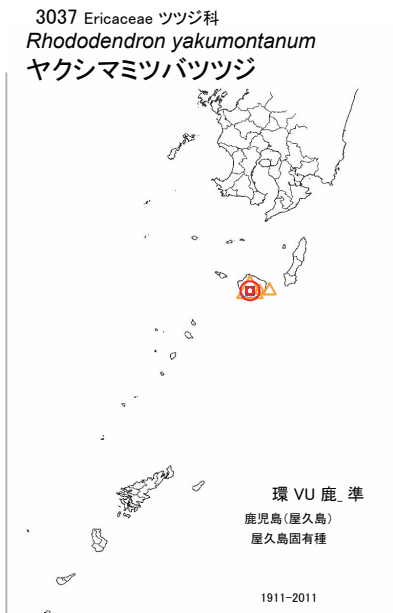 3037 Ericaceae ツツジ科
Rhododendron yakumontanum
ヤクシマミツバツツジ
環 VU 鹿_ 準
鹿児島(屋久島)
屋久島固有種
1911-2011